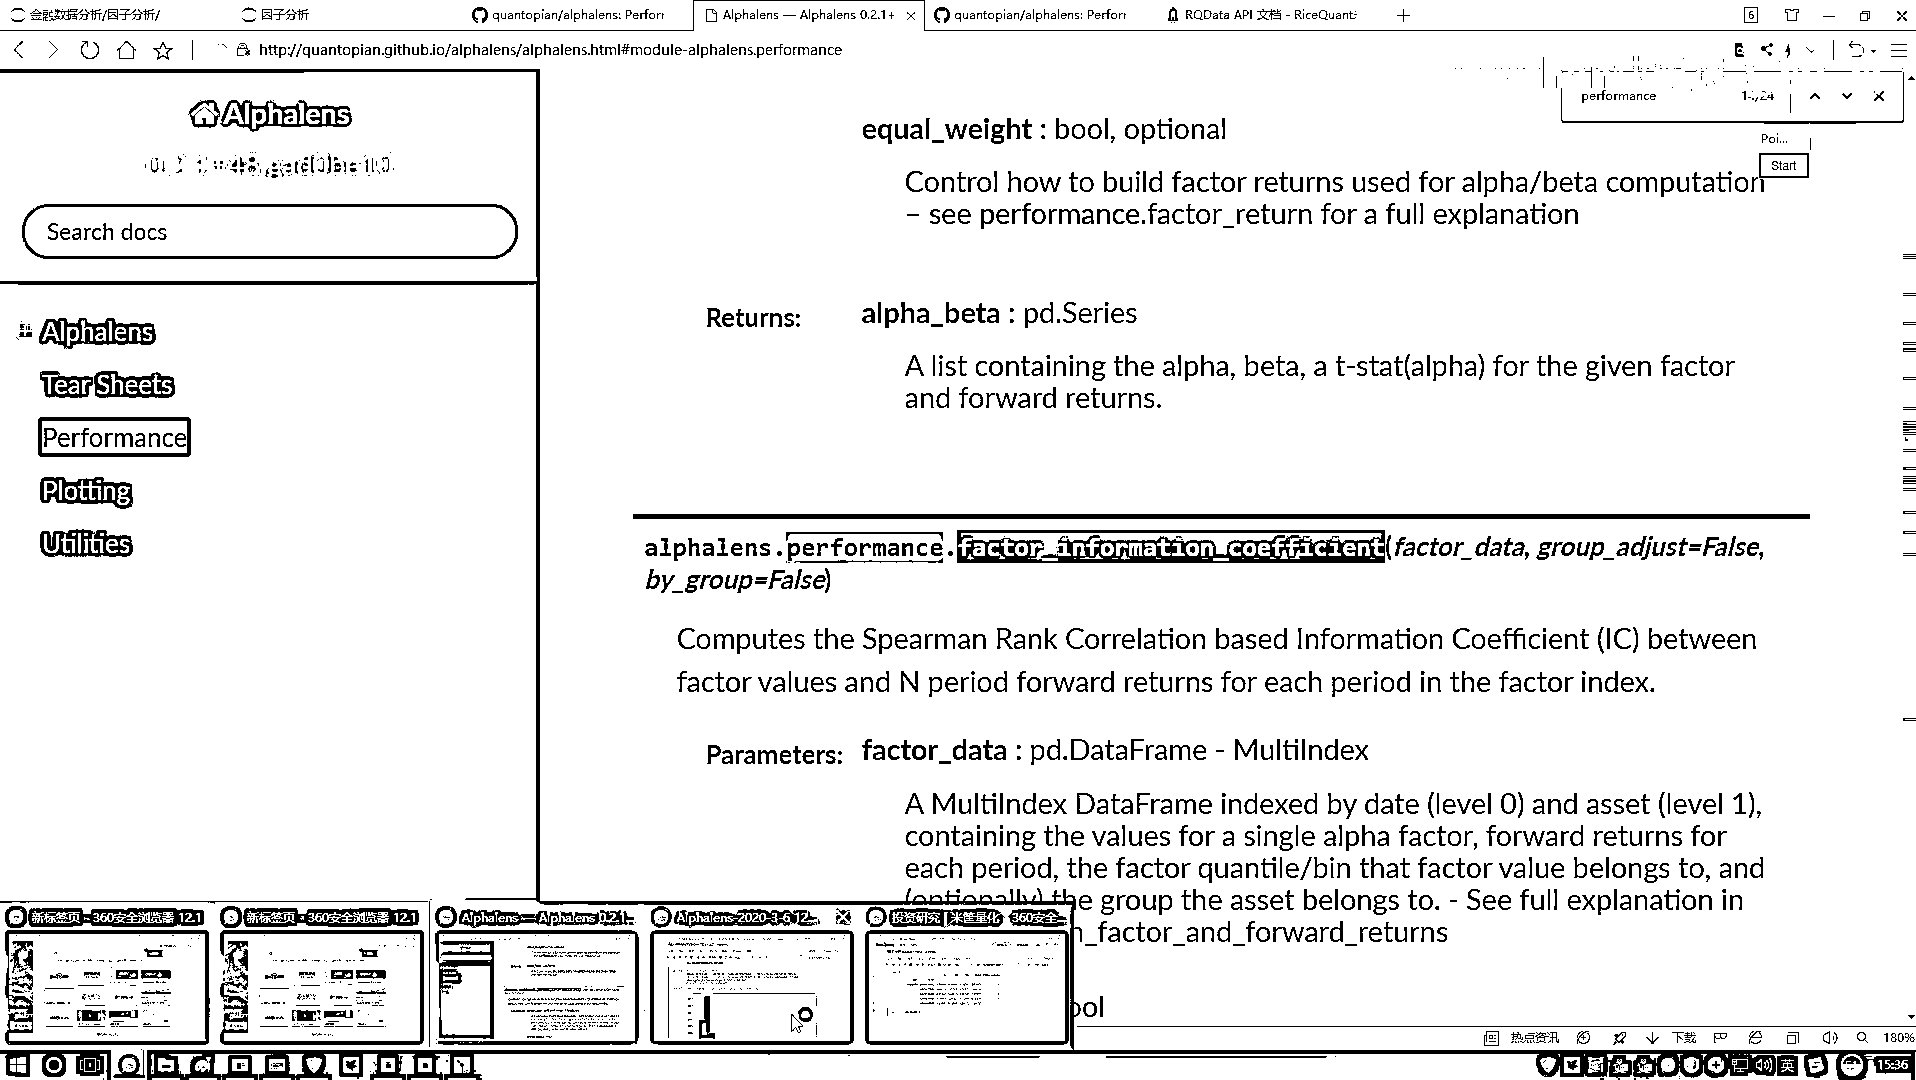 金融数据分析/因子分析/
因子分析
quantopian/alphalens: Perfor
Alphalens — Alphalens 0.2.1+
quantopian/alphalens: Perfor
RQData API 文档 - RiceQuant
6
http://quantopian.github.io/alphalens/alphalens.html#module-alphalens.performance
performance
Poi...
Start
Alphalens
Search docs
Alphalens
Tear Sheets
Performance
Plotting
Utilities
equal_weight : bool, optional
Control how to build factor returns used for alpha/beta computation
– see performance.factor_return for a full explanation
Returns: alpha_beta : pd.Series
A list containing the alpha, beta, a t-stat(alpha) for the given factor
and forward returns.
alphalens.performance.factor_information_coefficient(factor_data, group_adjust=False,
by_group=False)
Computes the Spearman Rank Correlation based Information Coefficient (IC) between
factor values and N period forward returns for each period in the factor index.
Parameters: factor_data : pd.DataFrame - MultiIndex
A MultiIndex DataFrame indexed by date (level 0) and asset (level 1),
containing the values for a single alpha factor, forward returns for
each period, the factor quantile/bin that factor value belongs to, and
(optionally) the group the asset belongs to. - See full explanation in
n_factor_and_forward_returns
ool
新标签页 - 360安全浏览器 12.1
新标签页 - 360安全浏览器 12.1
Alphalens — Alphalens 0.2.1...
Alphalens-2020-3-6 12...
投资研究 | 米筐量化 - 360安全...
热点资讯
下载
180%
英
15:36